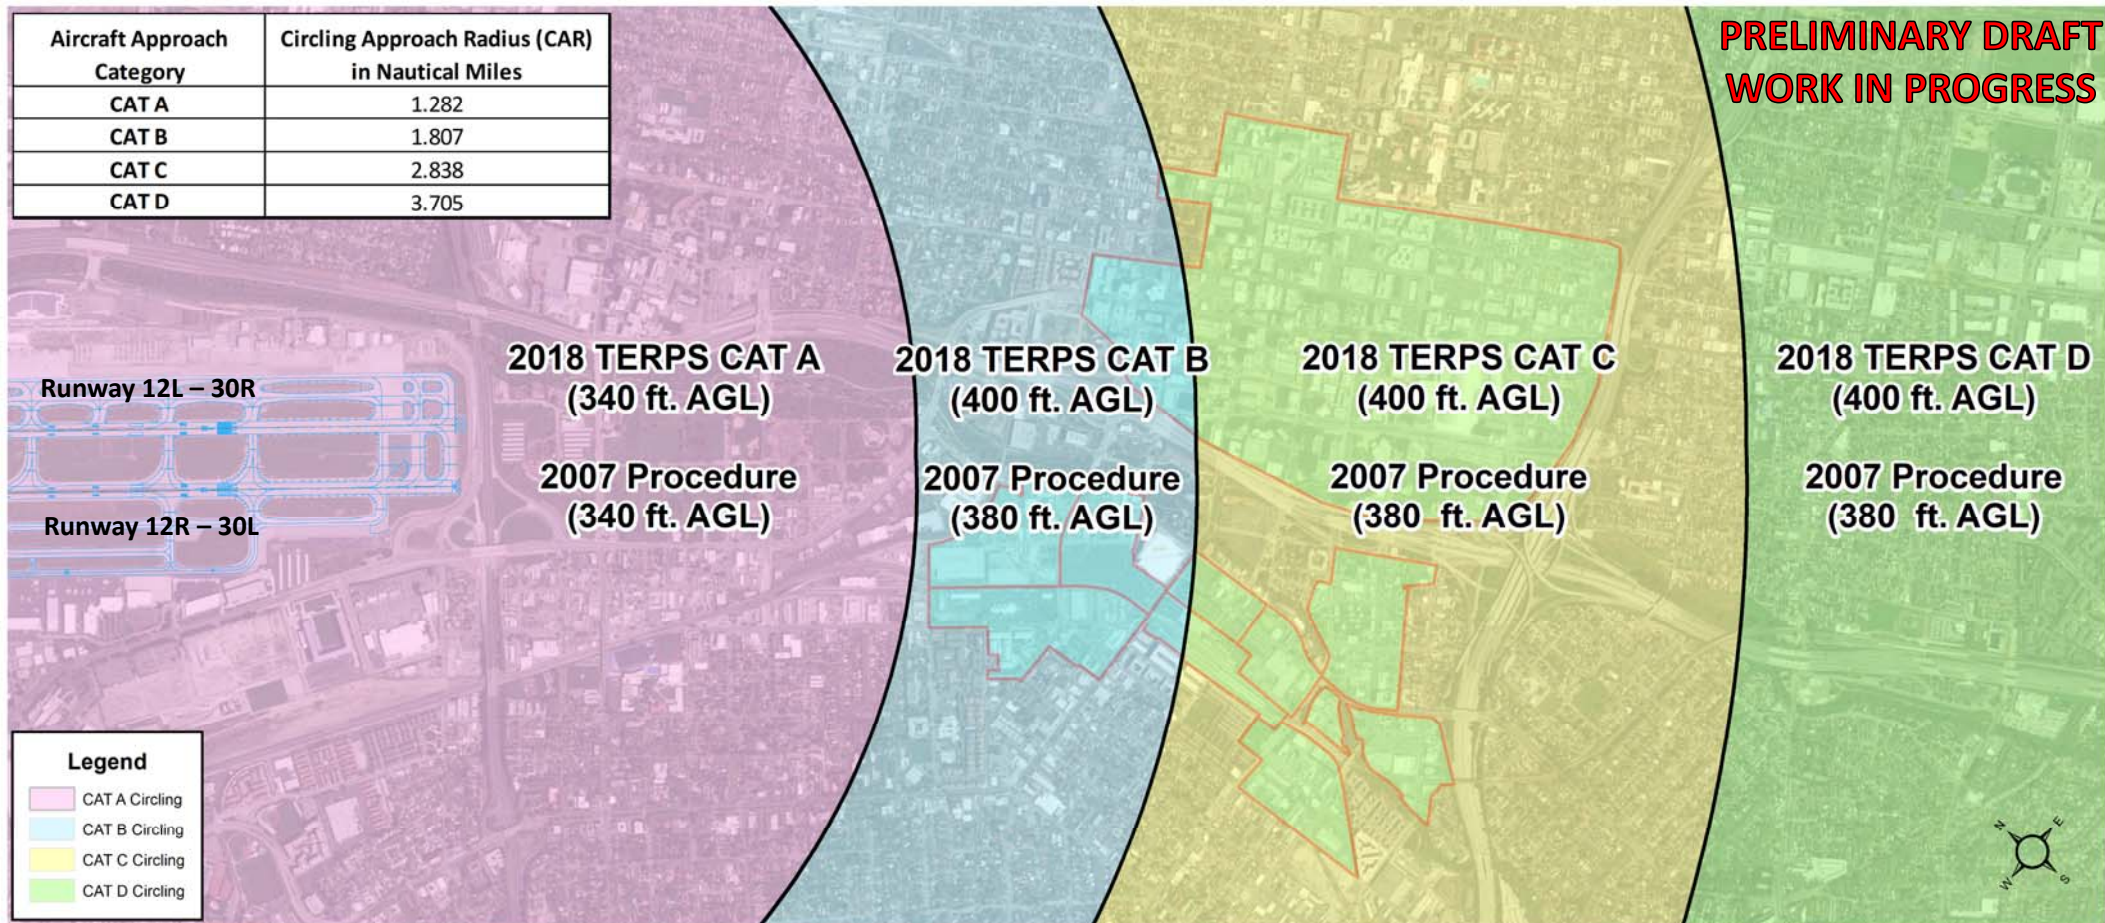 Aircraft Approach Category
Circling Approach Radius (CAR) in Nautical Miles
CAT A 1.282
CAT B 1.807
CAT C 2.838
CAT D 3.705
PRELIMINARY DRAFT
WORK IN PROGRESS
Runway 12L – 30R
Runway 12R – 30L
2018 TERPS CAT A
(340 ft. AGL)
2007 Procedure
(340 ft. AGL)
2018 TERPS CAT B
(400 ft. AGL)
2007 Procedure
(380 ft. AGL)
2018 TERPS CAT C
(400 ft. AGL)
2007 Procedure
(380 ft. AGL)
2018 TERPS CAT D
(400 ft. AGL)
2007 Procedure
(380 ft. AGL)
Legend
CAT A Circling
CAT B Circling
CAT C Circling
CAT D Circling
N
E
W
S